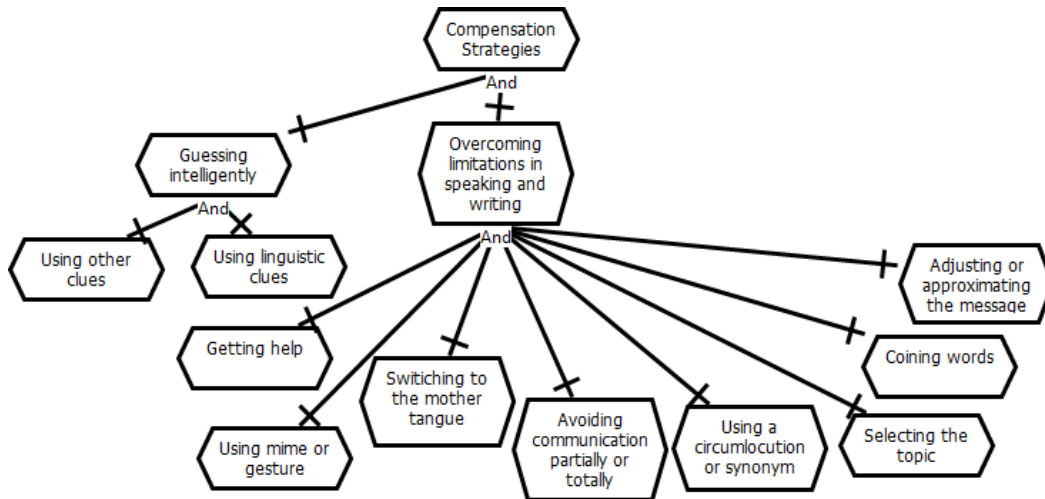 Compensation
Strategies
And
Guessing
intelligently
Overcoming
limitations in
speaking and
writing
And
And
Using other
clues
Using linguistic
clues
Adjusting or
approximating
the message
Getting help
Coining words
Switiching to
the mother
tangue
Avoiding
communication
partially or
totally
Using a
circumlocution
or synonym
Selecting the
topic
Using mime or
gesture